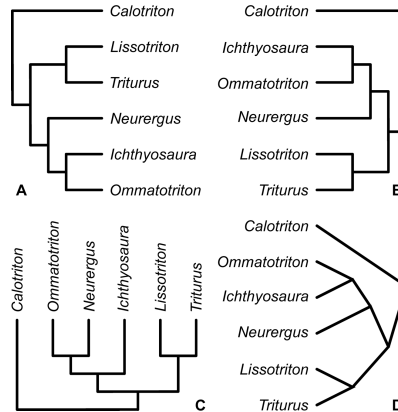 Calotriton
Lissotriton
Triturus
Neurergus
Ichthyosaura
Ommatotriton
A
Calotriton
Ichthyosaura
Ommatotriton
Neurergus
Lissotriton
Triturus
Calotriton
Ommatotriton
Neurergus
Ichthyosaura
Lissotriton
Triturus
C
Calotriton
Ommatotriton
Ichthyosaura
Neurergus
Lissotriton
Triturus
D